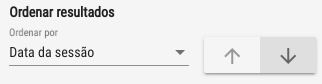 Ordenar resultados
Ordenar por
Data da sessão